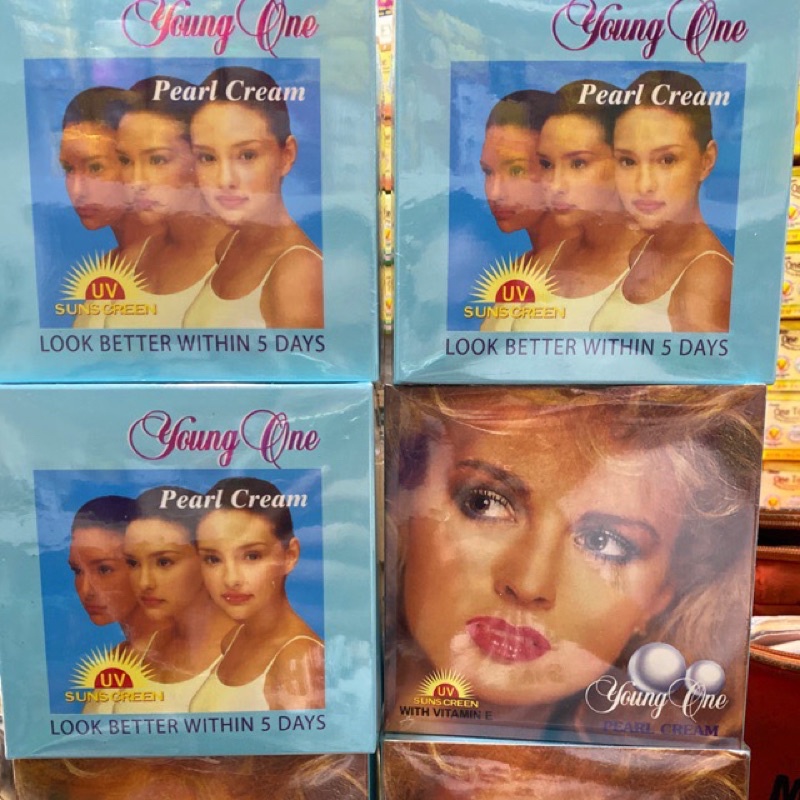 Young One
Pearl Cream
UV
SUNSCREEN
LOOK BETTER WITHIN 5 DAYS
Young One
Pearl Cream
UV
SUNSCREEN
LOOK BETTER WITHIN 5 DAYS
Young One
Pearl Cream
UV
SUNSCREEN
LOOK BETTER WITHIN 5 DAYS
UV
SUNSCREEN
WITH VITAMIN E
Young One
PEARL CREAM